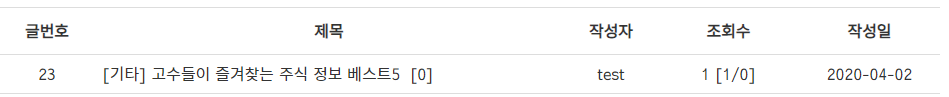 글번호 제목 작성자 조회수 작성일
23 [기타] 고수들이 즐겨찾는 주식 정보 베스트5 [0] test 1 [1/0] 2020-04-02